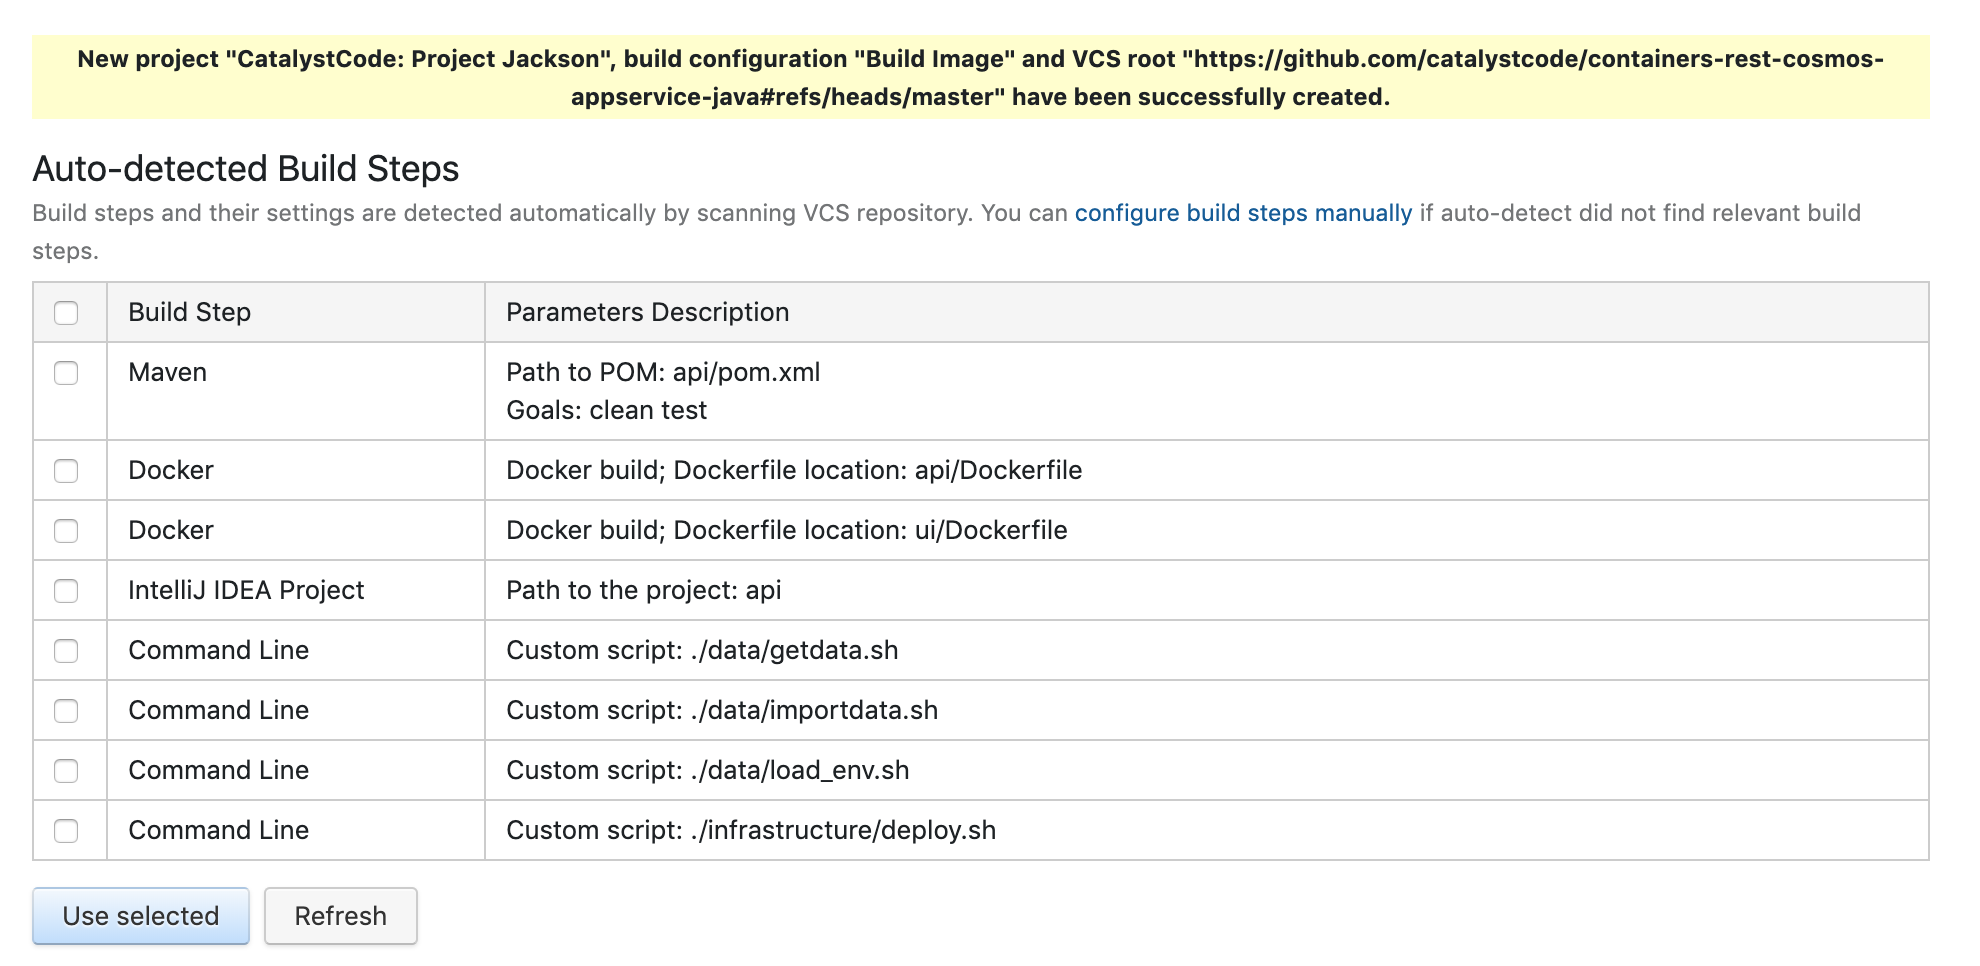 New project "CatalystCode: Project Jackson", build configuration "Build Image" and VCS root "https://github.com/catalystcode/containers-rest-cosmos-
appservice-java#refs/heads/master" have been successfully created.
Auto-detected Build Steps
Build steps and their settings are detected automatically by scanning VCS repository. You can configure build steps manually if auto-detect did not find relevant build
steps.
Build Step Parameters Description
Maven Path to POM: api/pom.xml
Goals: clean test
Docker Docker build; Dockerfile location: api/Dockerfile
Docker Docker build; Dockerfile location: ui/Dockerfile
IntelliJ IDEA Project Path to the project: api
Command Line Custom script: ./data/getdata.sh
Command Line Custom script: ./data/importdata.sh
Command Line Custom script: ./data/load_env.sh
Command Line Custom script: ./infrastructure/deploy.sh
Use selected Refresh